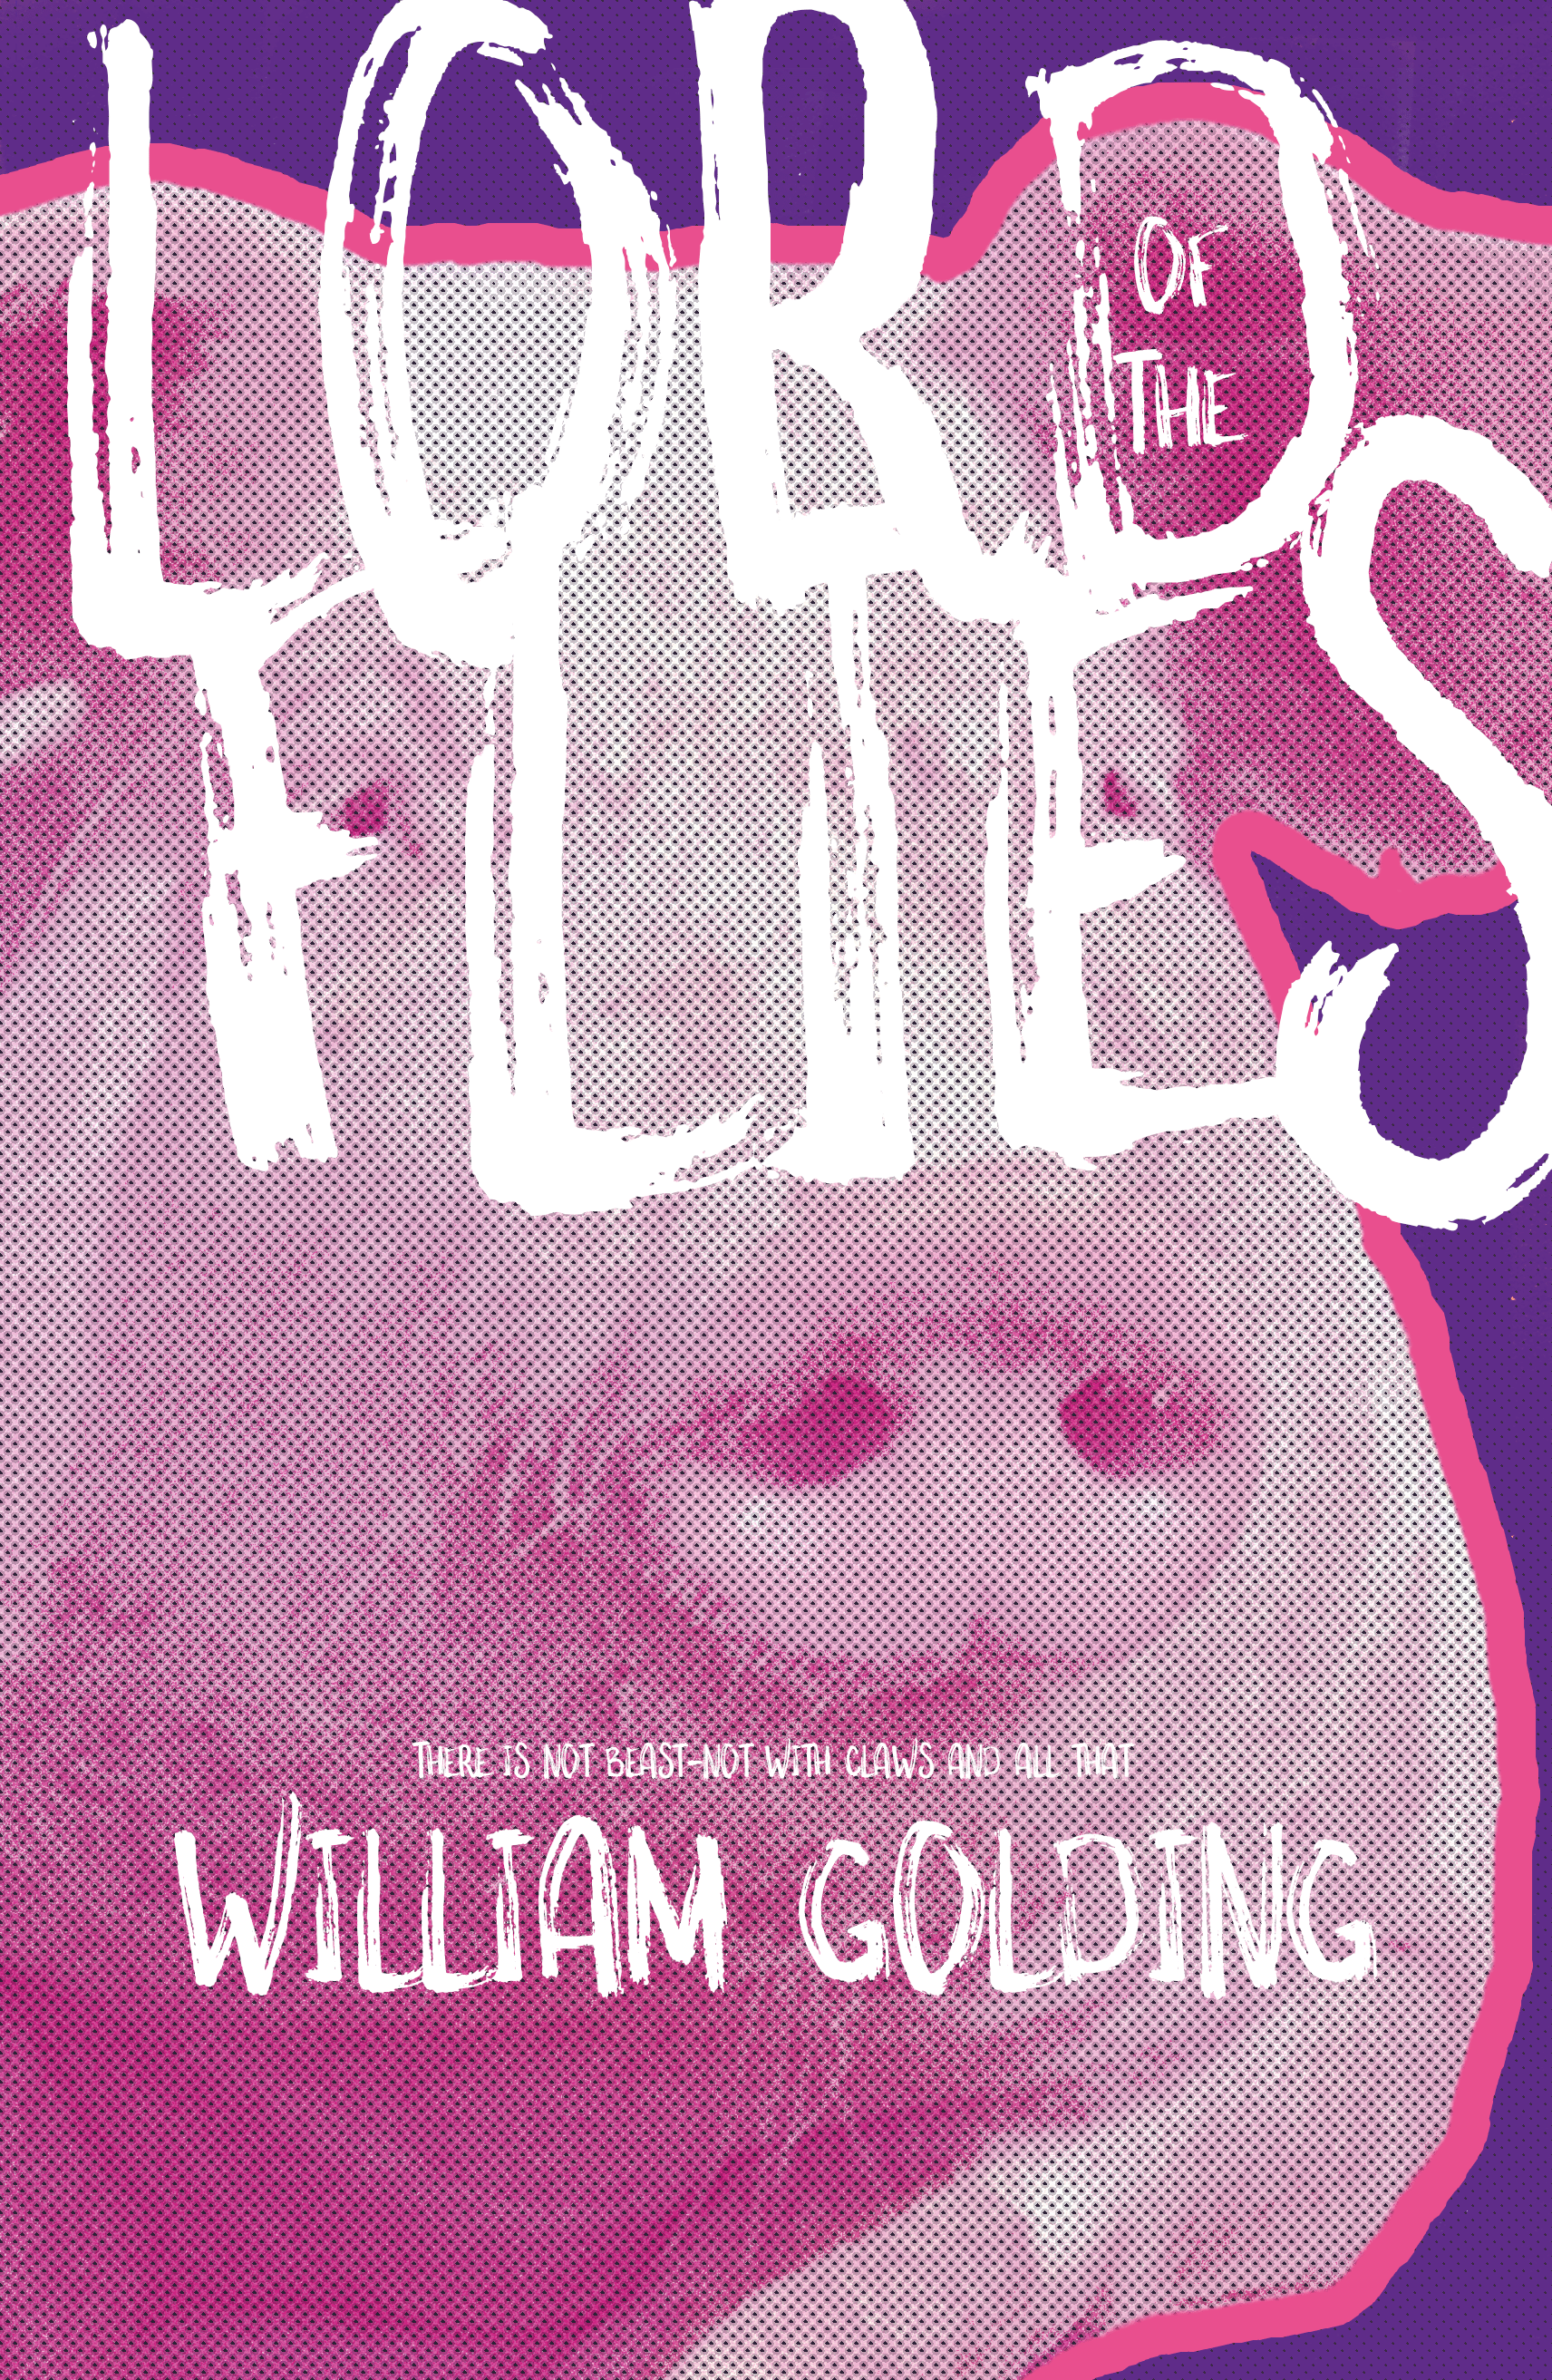 LORD
OF
THE
FLIES
THERE IS NOT BEAST-NOT WITH CLAWS AND ALL THAT
WILLIAM GOLDING